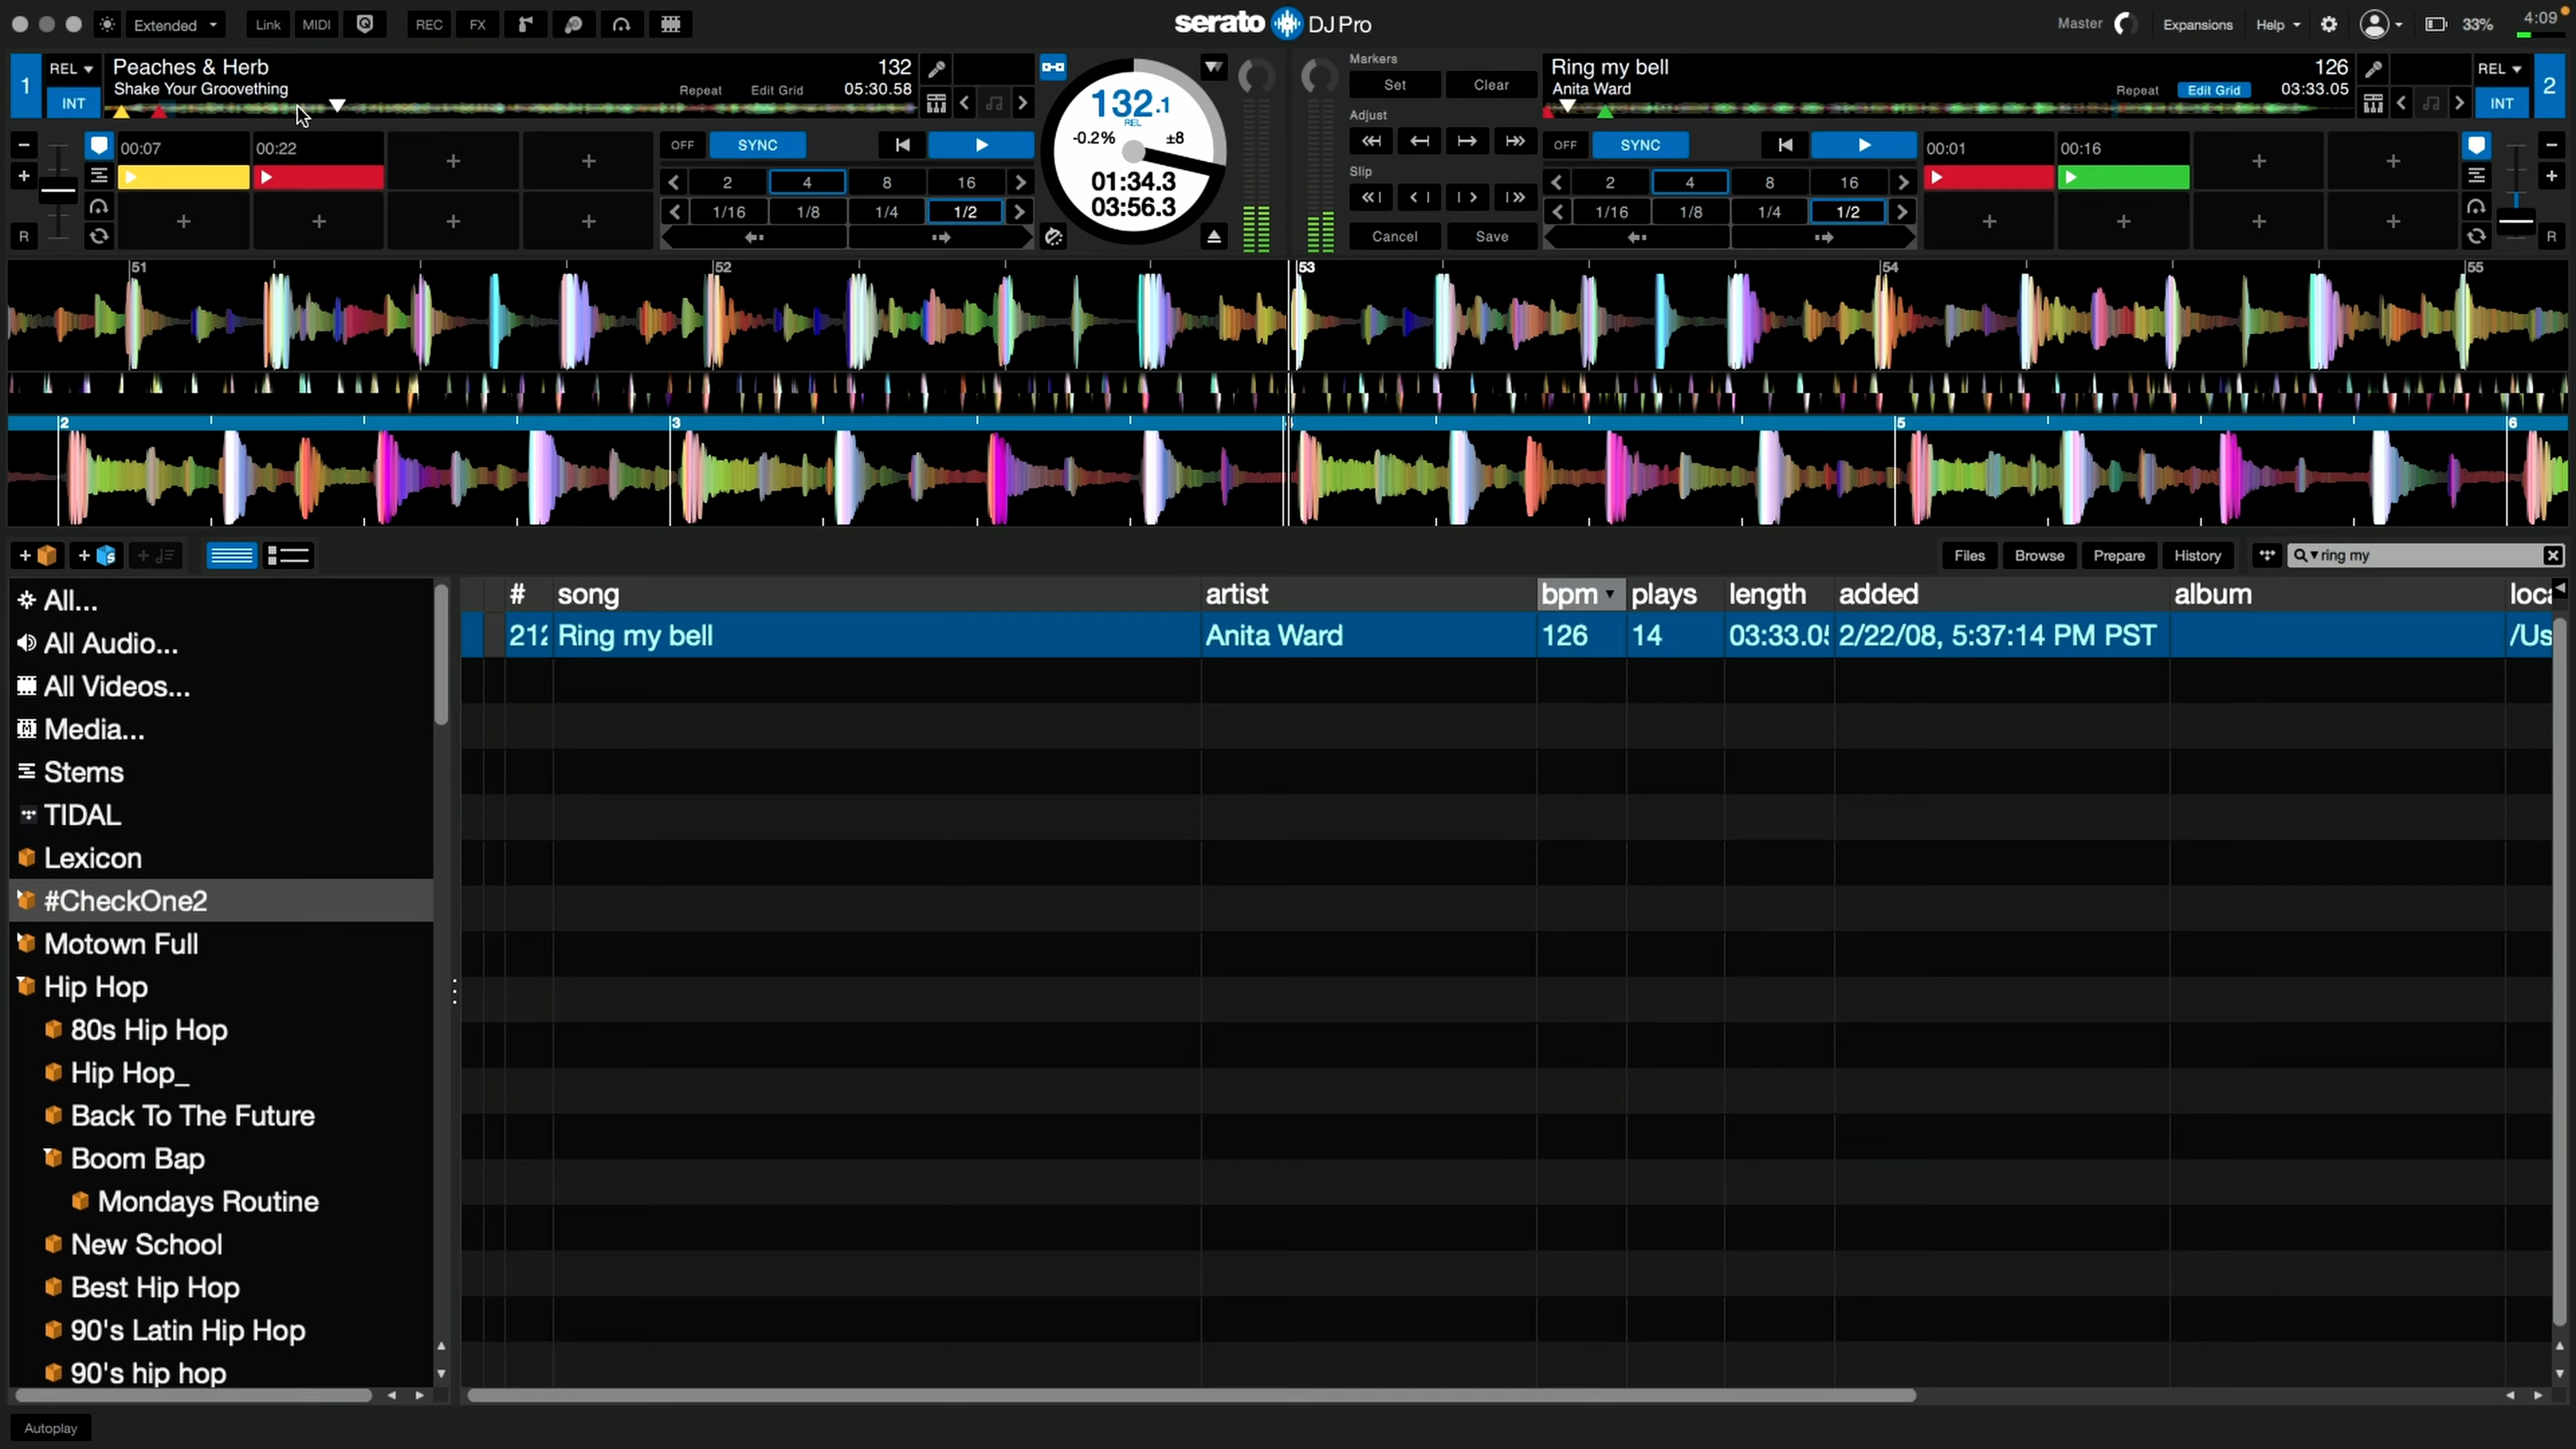 Extended
Link
MIDI
REC
FX
serato DJ Pro
Master
Expansions
Help
33%
4:09
1
REL
INT
Peaches & Herb
Shake Your Groovething
132
Repeat
Edit Grid
05:30.58
132.1
REL
-0.2%
±8
01:34.3
03:56.3
Markers
Set
Clear
Adjust
Slip
Cancel
Save
Ring my bell
Anita Ward
126
Repeat
Edit Grid
03:33.05
REL
INT
2
R
00:07
00:22
OFF
SYNC
2
4
8
16
1/16
1/8
1/4
1/2
OFF
SYNC
2
4
8
16
1/16
1/8
1/4
1/2
00:01
00:16
R
51
52
53
54
55
2
3
5
6
Files
Browse
Prepare
History
ring my
All...
All Audio...
All Videos...
Media...
Stems
TIDAL
Lexicon
#CheckOne2
Motown Full
Hip Hop
80s Hip Hop
Hip Hop_
Back To The Future
Boom Bap
Mondays Routine
New School
Best Hip Hop
90's Latin Hip Hop
90's hip hop
# song artist bpm plays length added album loca
212 Ring my bell Anita Ward 126 14 03:33.05 2/22/08, 5:37:14 PM PST /Us
Autoplay